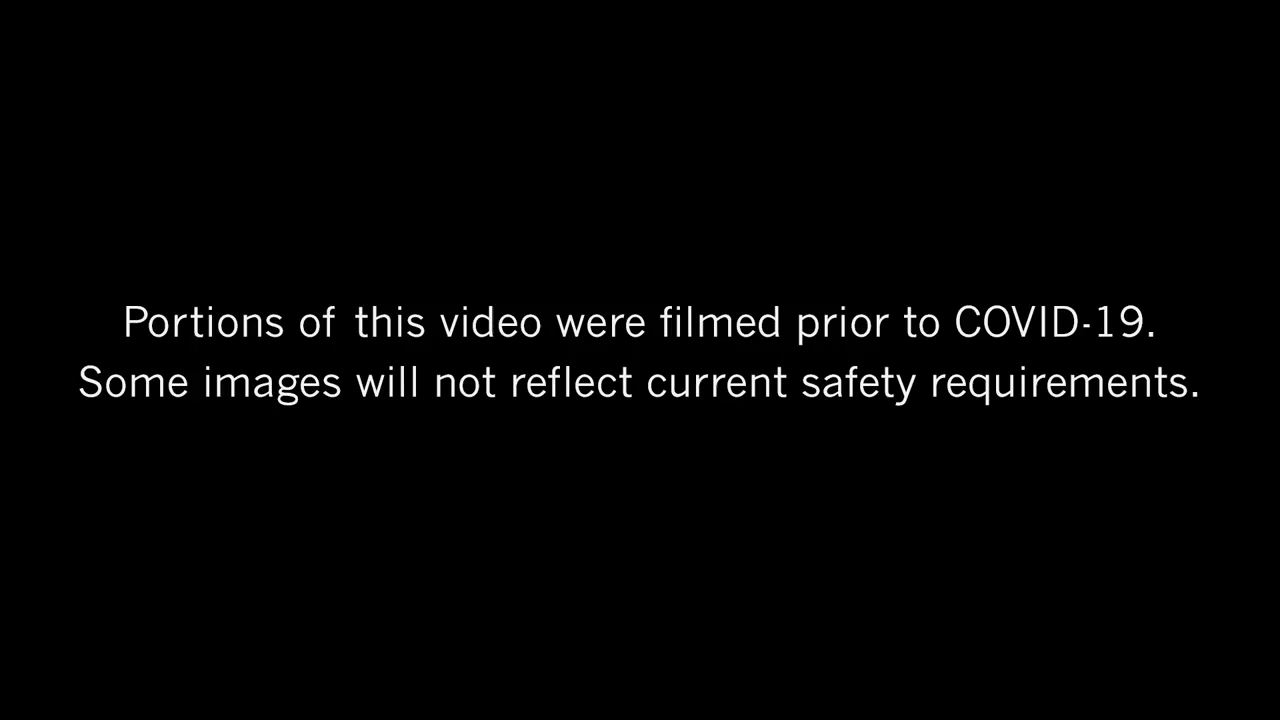 Portions of this video were filmed prior to COVID-19.
Some images will not reflect current safety requirements.